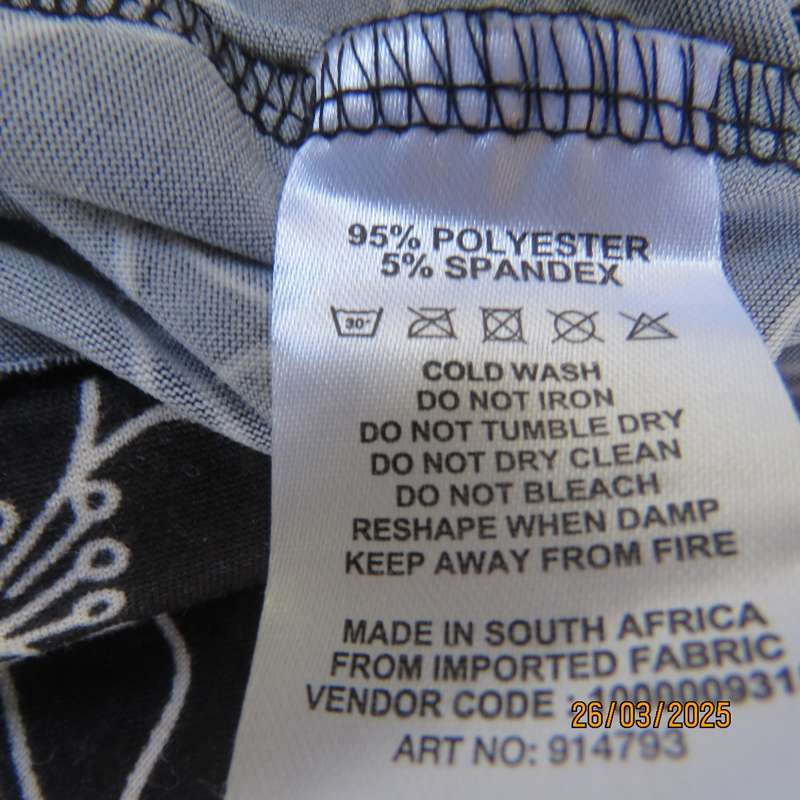 95% POLYESTER
5% SPANDEX
30°
COLD WASH
DO NOT IRON
DO NOT TUMBLE DRY
DO NOT DRY CLEAN
DO NOT BLEACH
RESHAPE WHEN DAMP
KEEP AWAY FROM FIRE
MADE IN SOUTH AFRICA
FROM IMPORTED FABRIC
VENDOR CODE :
26/03/2025
ART NO: 914793